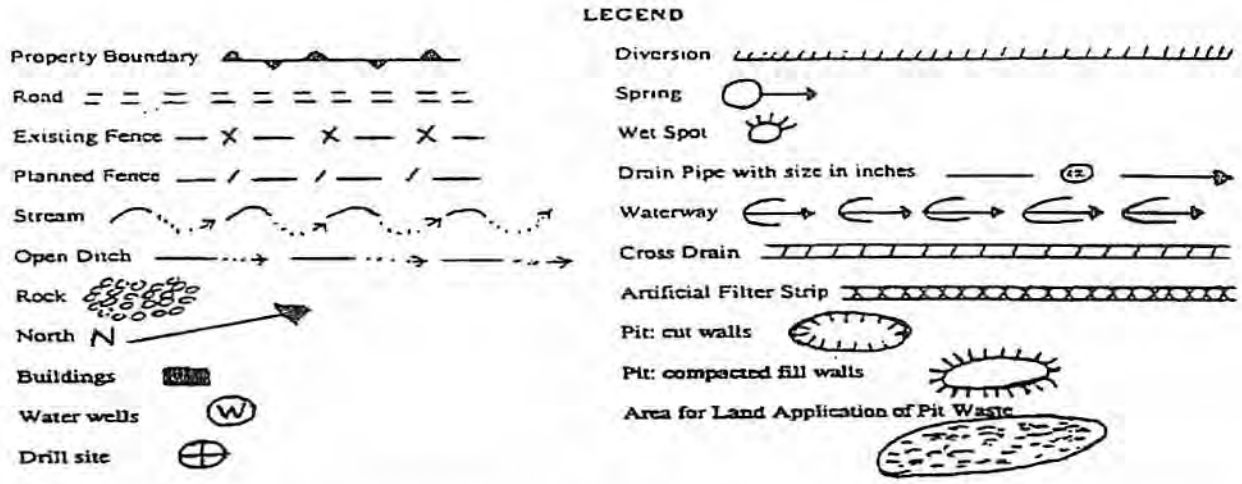 LEGEND
Property Boundary
Road
Existing Fence
Planned Fence
Stream
Open Ditch
Rock
North N
Buildings
Water wells W
Drill site
Diversion
Spring
Wet Spot
Drain Pipe with size in inches 12
Waterway
Cross Drain
Artificial Filter Strip
Pit: cut walls
Pit: compacted fill walls
Area for Land Application of Pit Waste